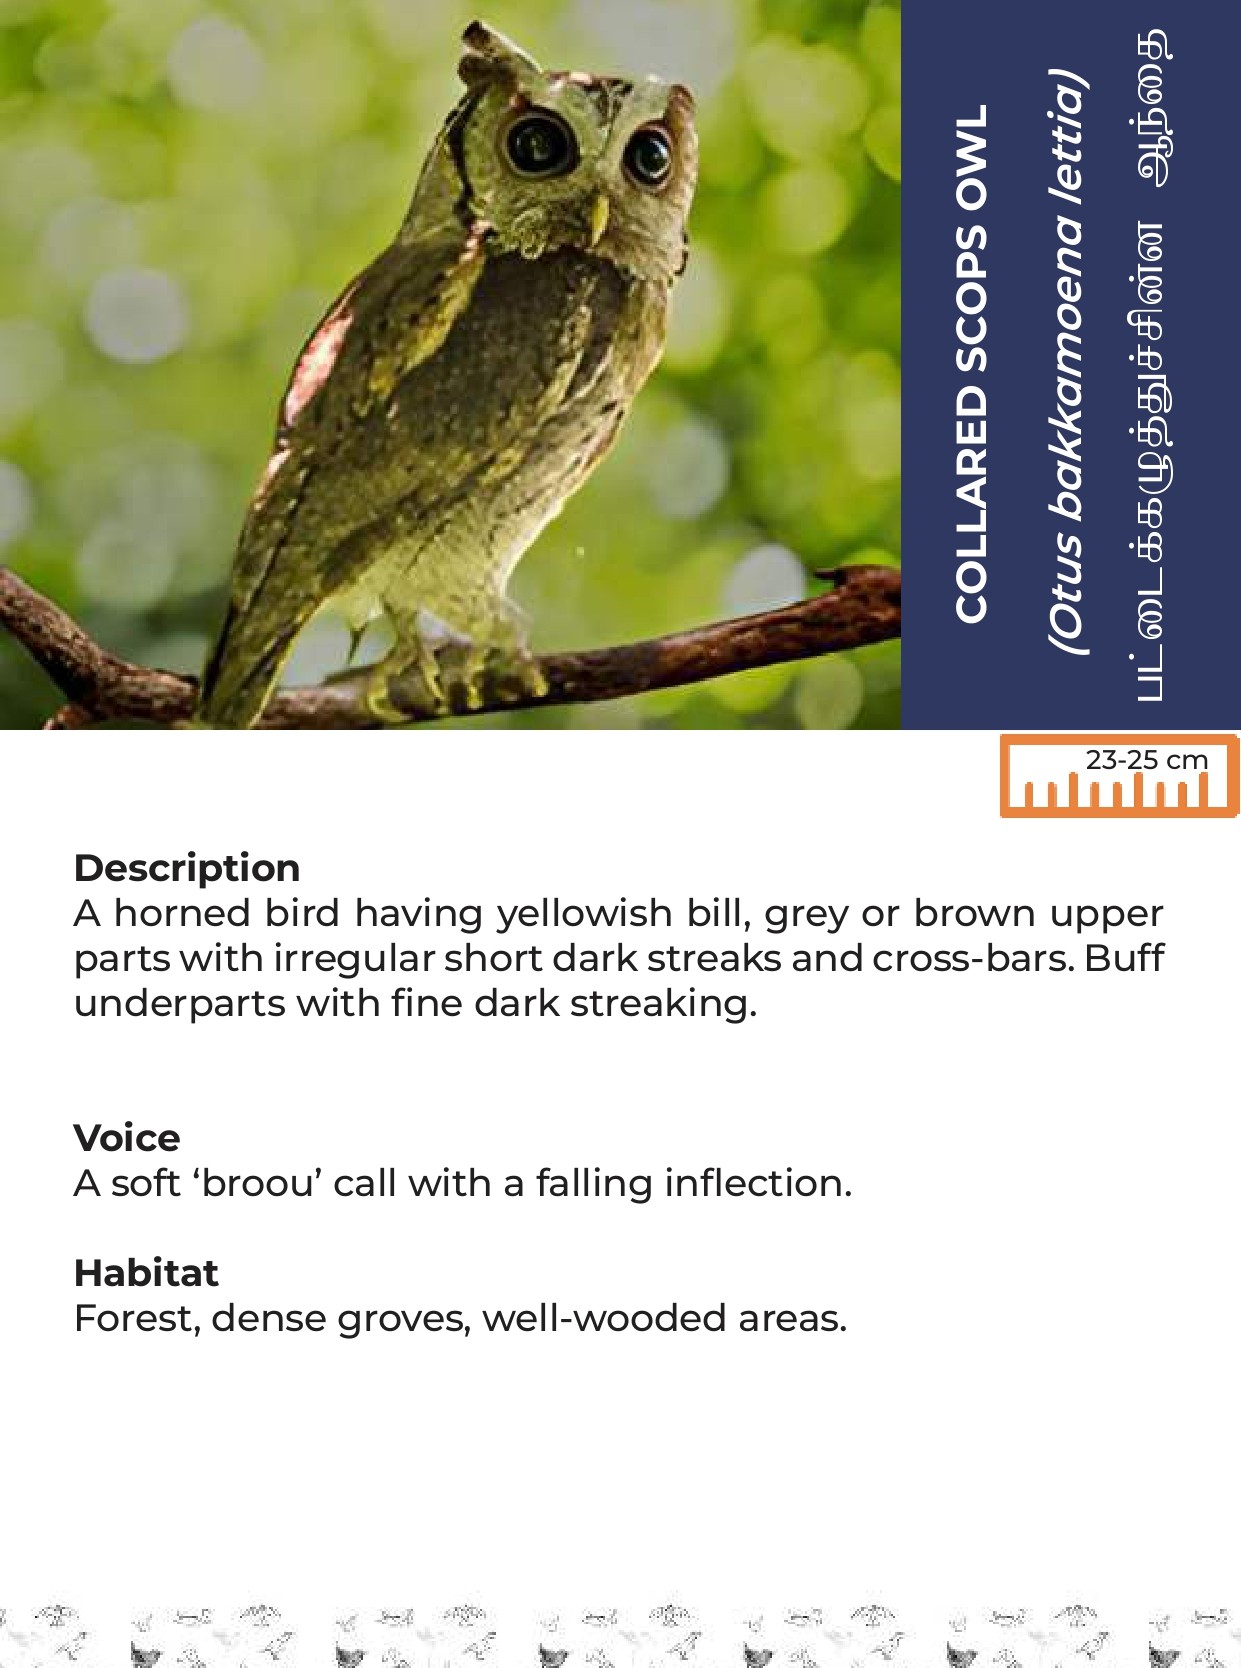 COLLARED SCOPS OWL
(Otus bakkamoena lettia)
பட்டைக்கழுத்துச்சின்ன ஆந்தை
23-25 cm
Description
A horned bird having yellowish bill, grey or brown upper
parts with irregular short dark streaks and cross-bars. Buff
underparts with fine dark streaking.
Voice
A soft ‘broou’ call with a falling inflection.
Habitat
Forest, dense groves, well-wooded areas.